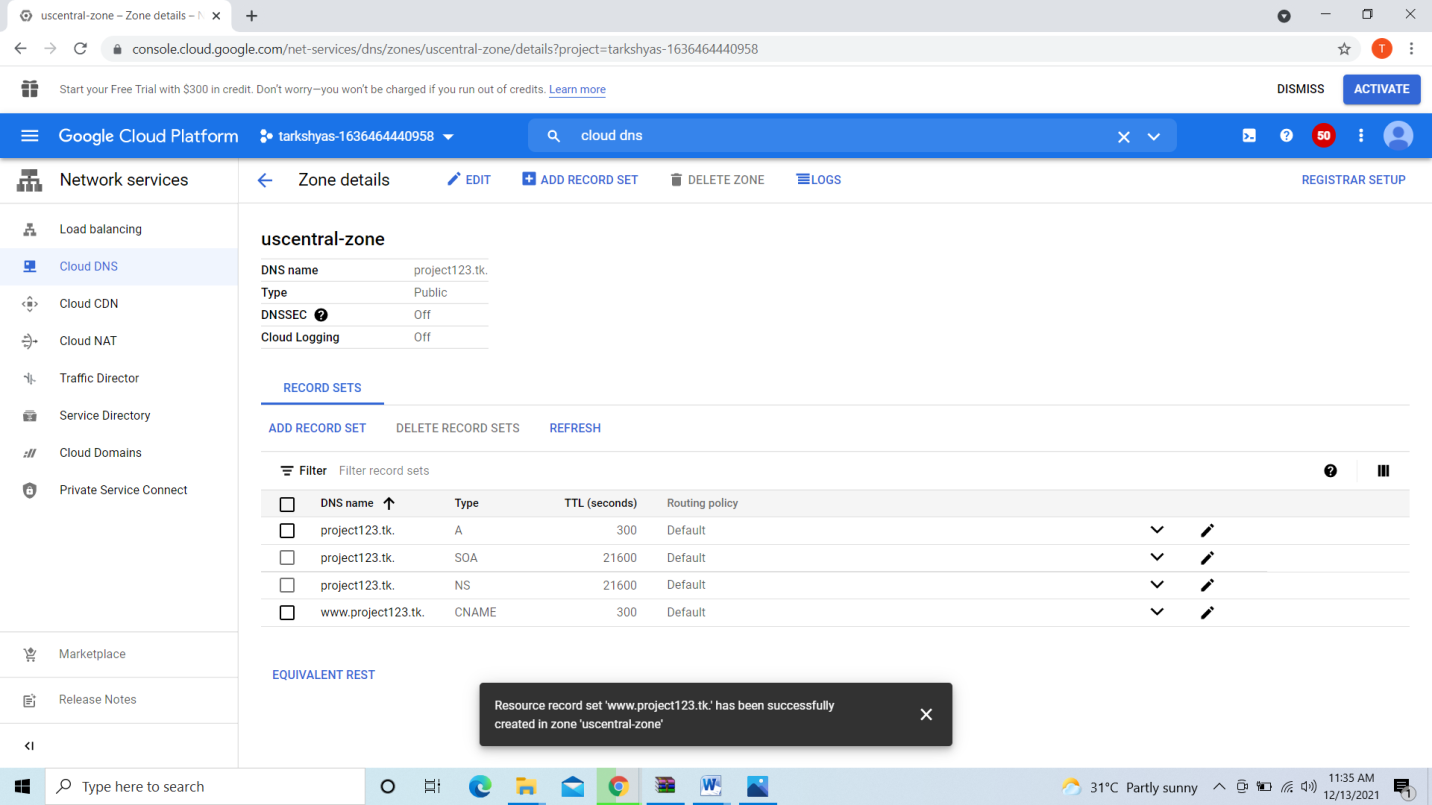 uscentral-zone – Zone details – N
console.cloud.google.com/net-services/dns/zones/uscentral-zone/details?project=tarkshyas-1636464440958
T
Start your Free Trial with $300 in credit. Don't worry—you won't be charged if you run out of credits. Learn more
DISMISS
ACTIVATE
Google Cloud Platform
tarkshyas-1636464440958
cloud dns
50
Network services
Zone details
EDIT
ADD RECORD SET
DELETE ZONE
LOGS
REGISTRAR SETUP
Load balancing
Cloud DNS
Cloud CDN
Cloud NAT
Traffic Director
Service Directory
Cloud Domains
Private Service Connect
Marketplace
Release Notes
uscentral-zone
DNS name project123.tk.
Type Public
DNSSEC Off
Cloud Logging Off
RECORD SETS
ADD RECORD SET DELETE RECORD SETS REFRESH
Filter Filter record sets
DNS name Type TTL (seconds) Routing policy
project123.tk. A 300 Default
project123.tk. SOA 21600 Default
project123.tk. NS 21600 Default
www.project123.tk. CNAME 300 Default
EQUIVALENT REST
Resource record set 'www.project123.tk.' has been successfully
created in zone 'uscentral-zone'
Type here to search
31°C Partly sunny
11:35 AM
12/13/2021
1